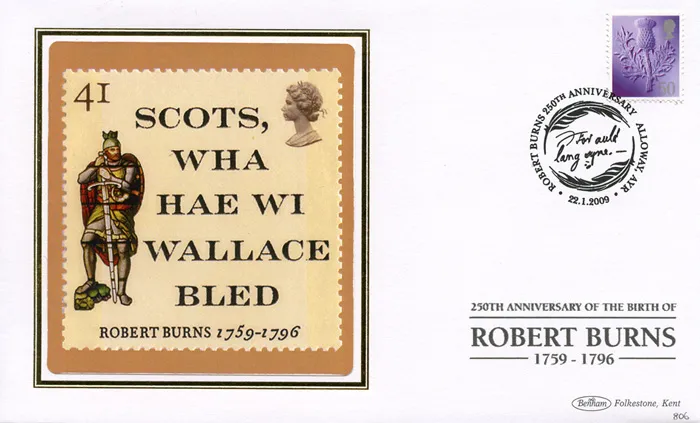 41
SCOTS,
WHA
HAE WI
WALLACE
BLED
ROBERT BURNS 1759-1796
50
ROBERT BURNS 250TH ANNIVERSARY
ALLOWAY, AYR
For auld
lang syne.—
22.1.2009
250TH ANNIVERSARY OF THE BIRTH OF
ROBERT BURNS
1759 - 1796
Benham Folkestone, Kent
806